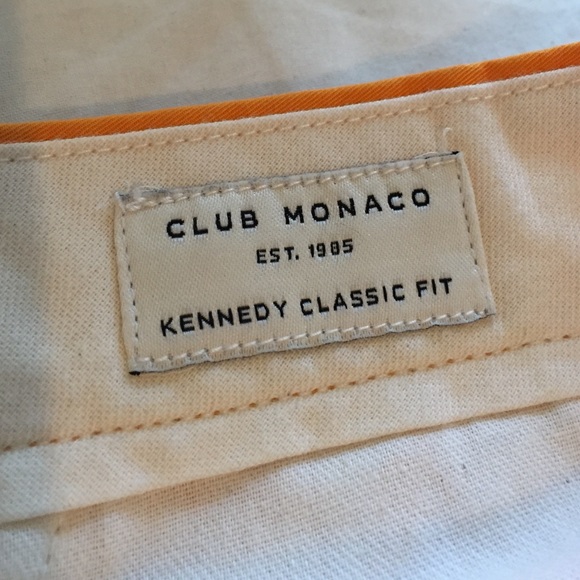 CLUB MONACO
EST. 1985
KENNEDY CLASSIC FIT